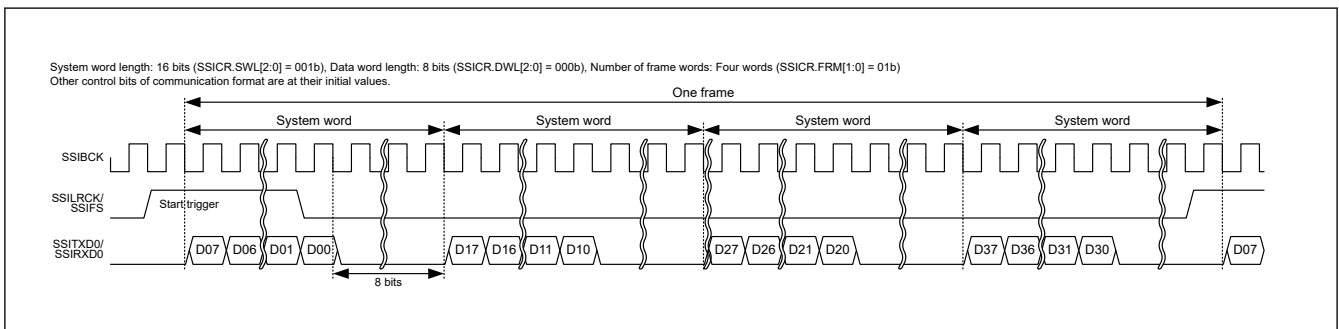 System word length: 16 bits (SSICR.SWL[2:0] = 001b), Data word length: 8 bits (SSICR.DWL[2:0] = 000b), Number of frame words: Four words (SSICR.FRM[1:0] = 01b)
Other control bits of communication format are at their initial values.
One frame
System word System word System word System word
SSIBCK
SSILRCK/
SSIFS
Start trigger
SSITXD0/
SSIRXD0
D07 D06 D01 D00 D17 D16 D11 D10 D27 D26 D21 D20 D37 D36 D31 D30 D07
8 bits